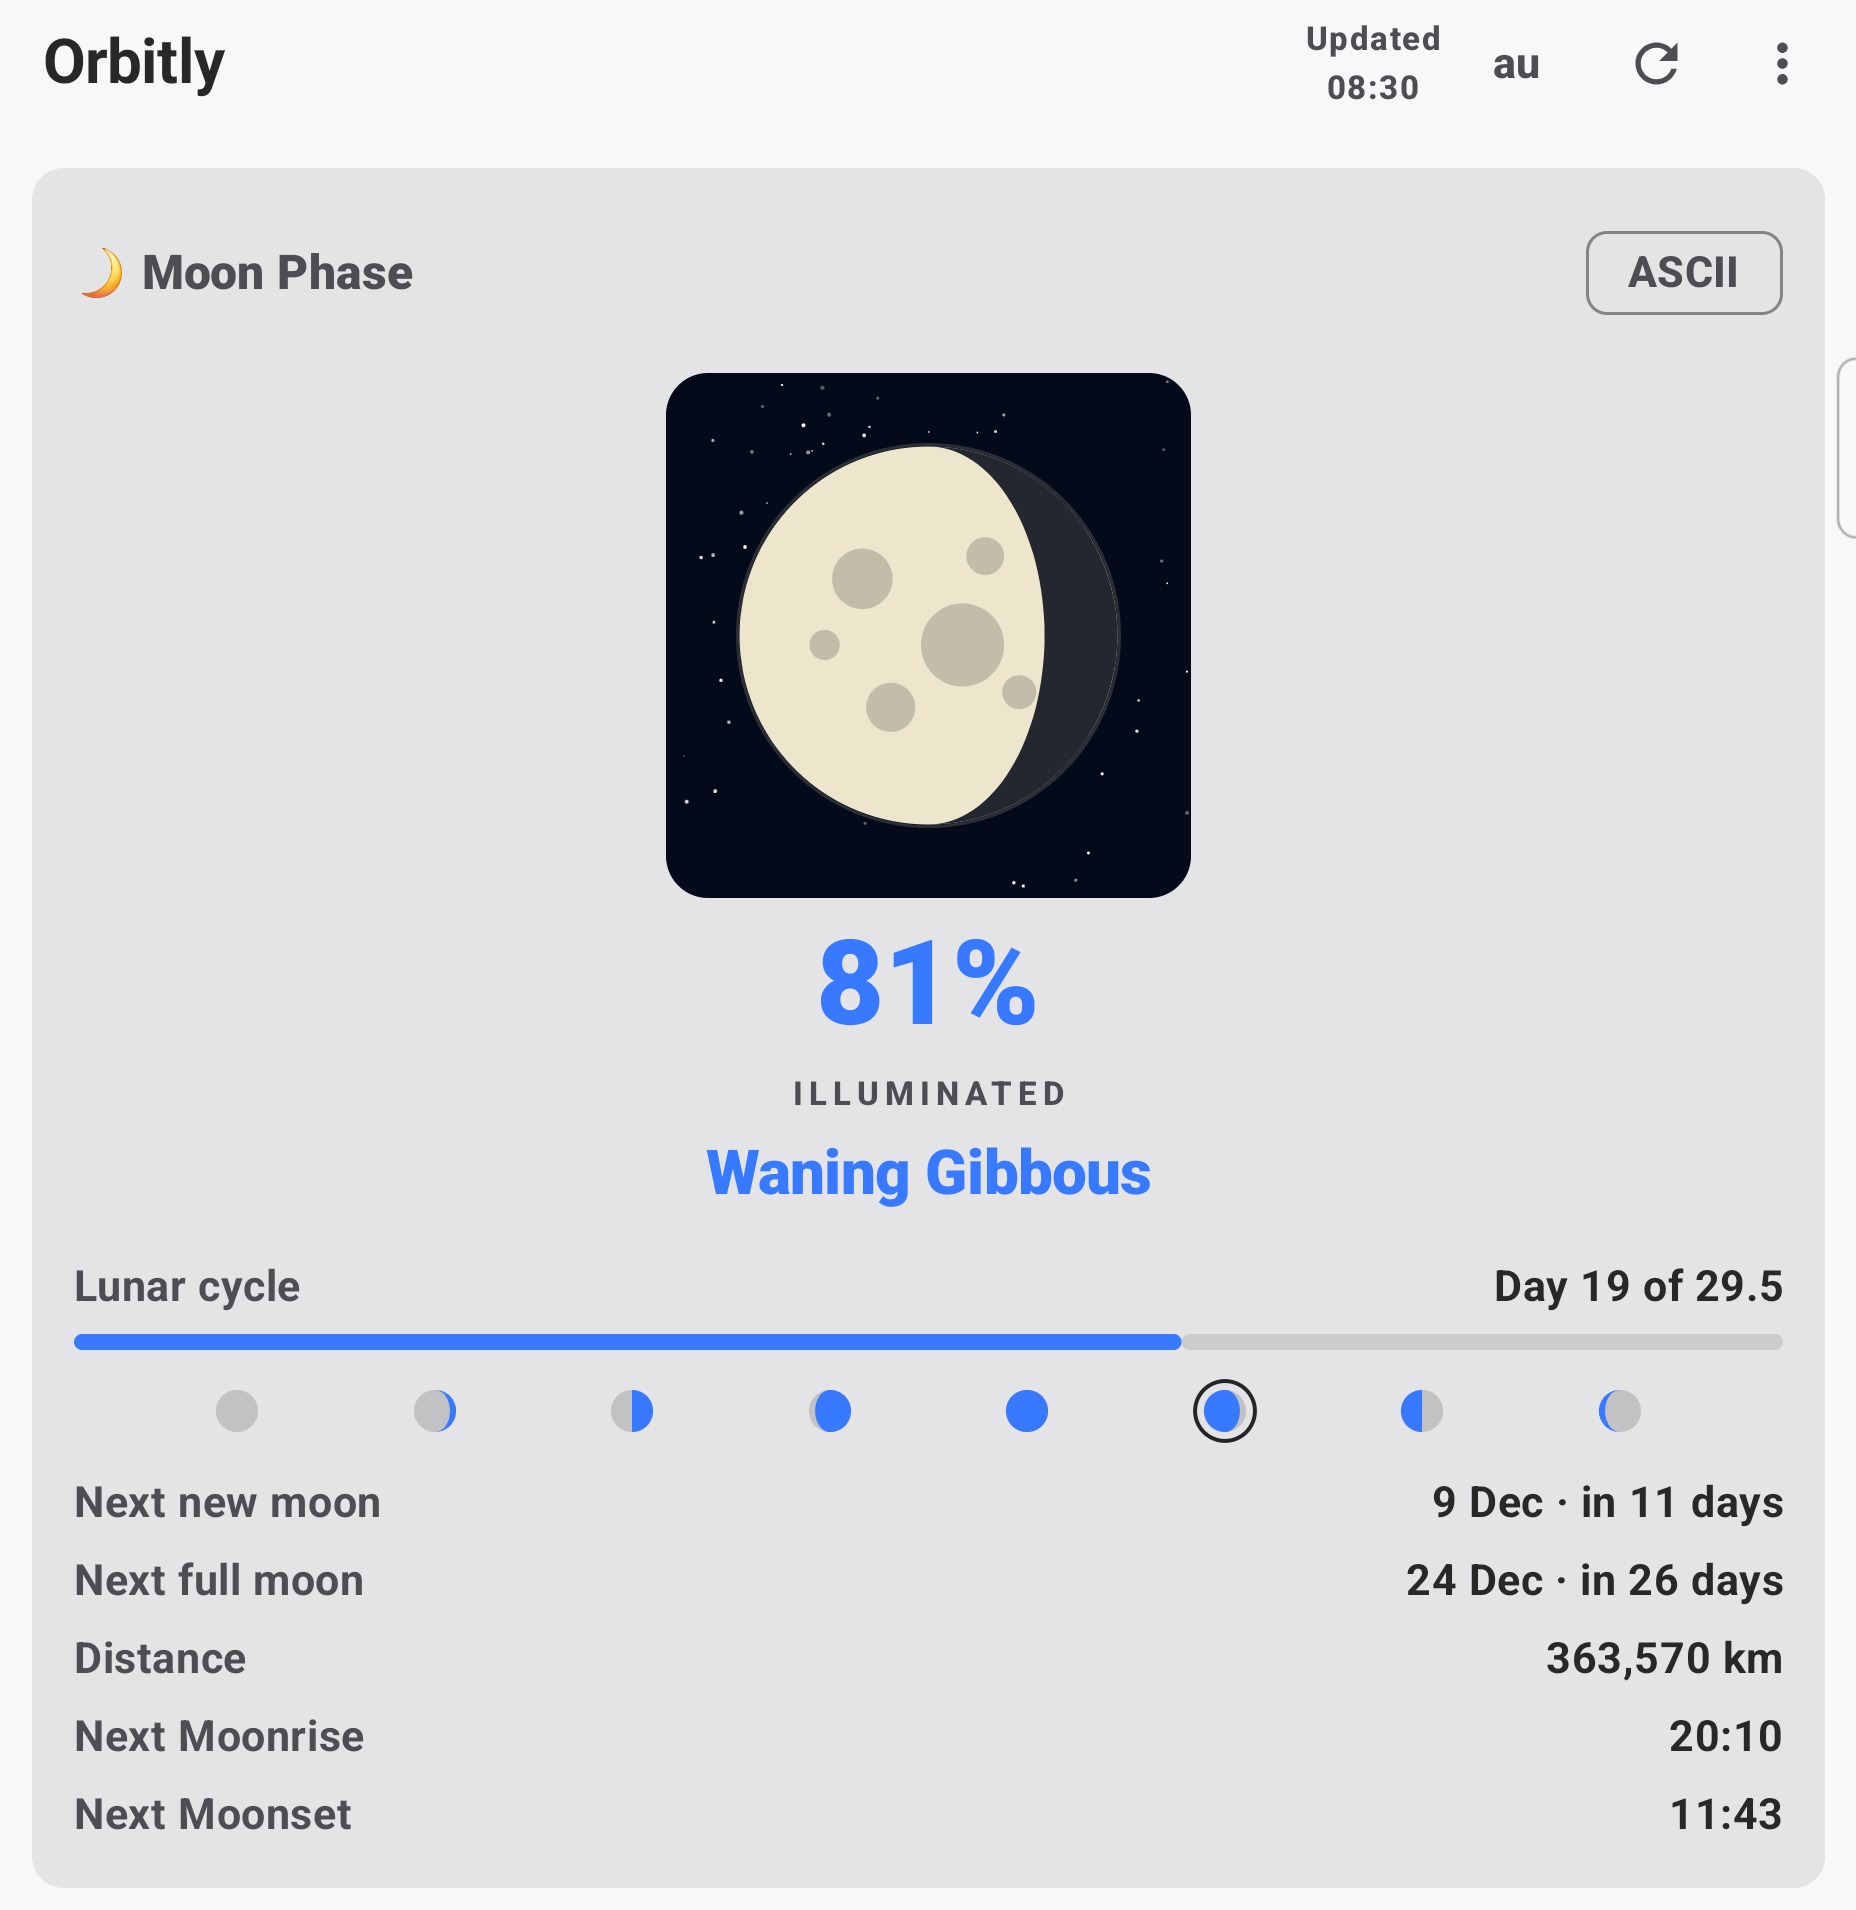 Orbitly
Updated
08:30
au
🌙 Moon Phase
ASCII
81%
ILLUMINATED
Waning Gibbous
Lunar cycle
Day 19 of 29.5
Next new moon
9 Dec · in 11 days
Next full moon
24 Dec · in 26 days
Distance
363,570 km
Next Moonrise
20:10
Next Moonset
11:43